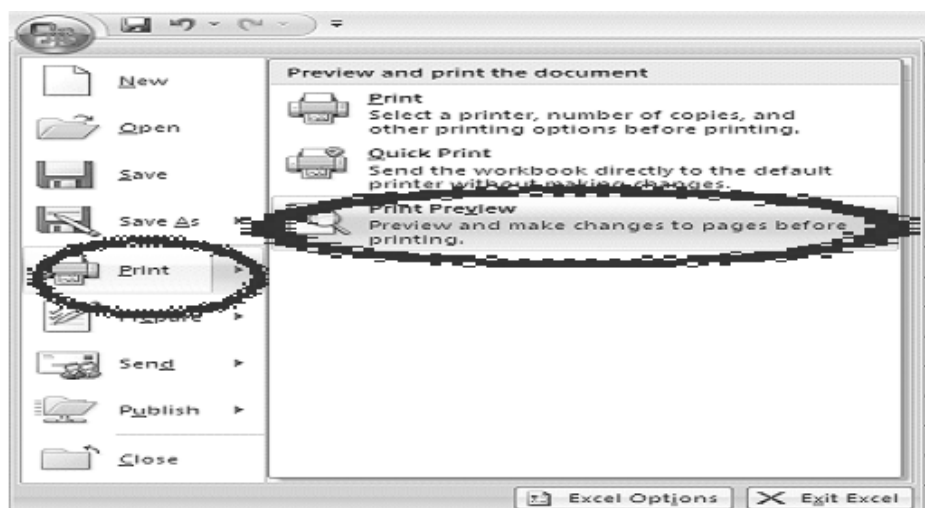 New
Open
Save
Save As
Print
Prepare
Send
Publish
Close
Preview and print the document
Print
Select a printer, number of copies, and
other printing options before printing.
Quick Print
Send the workbook directly to the default
printer without making changes.
Print Preview
Preview and make changes to pages before
printing.
Excel Options
Exit Excel